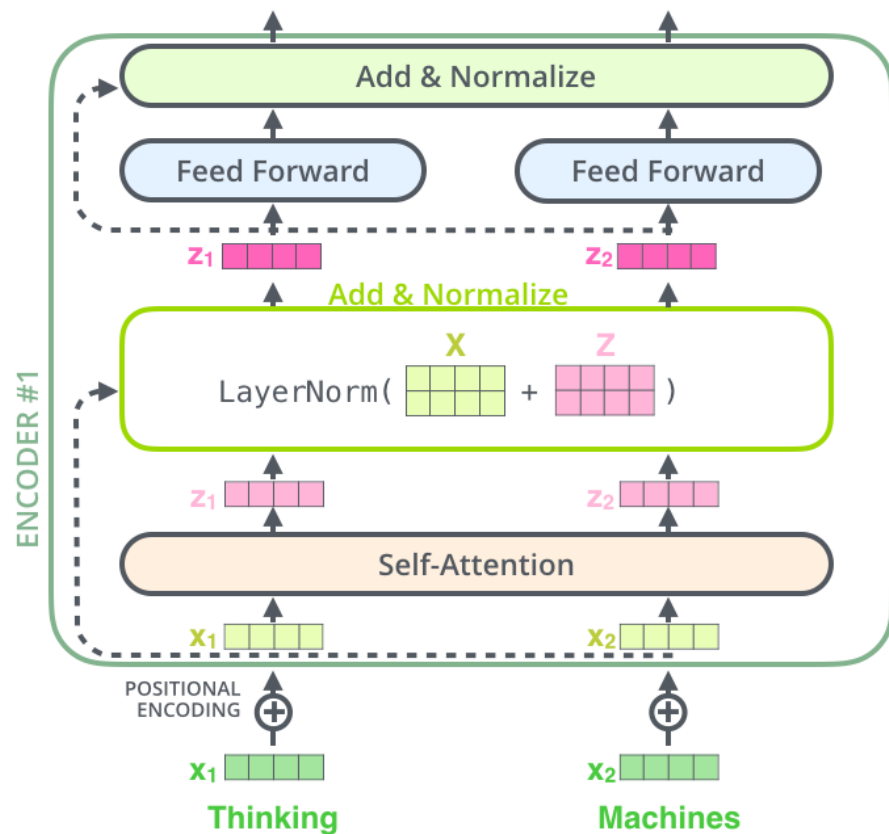 Add & Normalize
Feed Forward
Feed Forward
z1
z2
Add & Normalize
X
Z
LayerNorm( + )
ENCODER #1
z1
z2
Self-Attention
x1
x2
POSITIONAL
ENCODING
x1
x2
Thinking
Machines